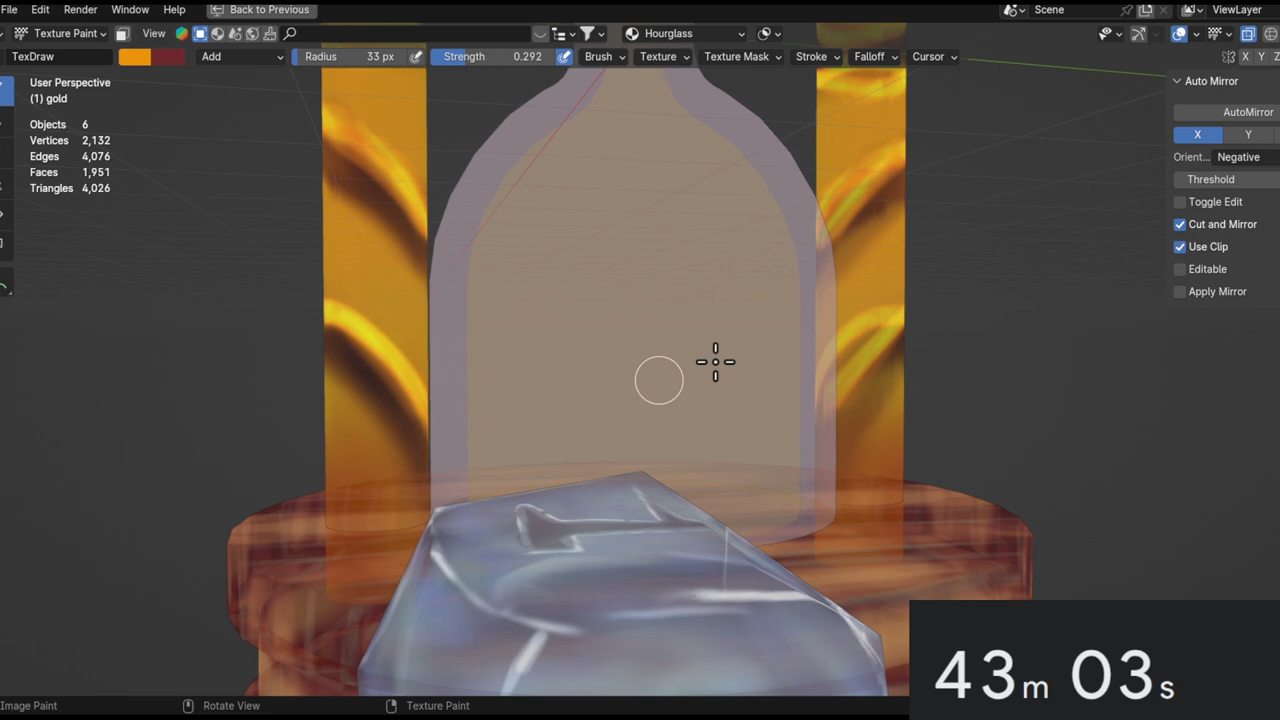 File Edit Render Window Help Back to Previous Scene ViewLayer
Texture Paint View Hourglass
TexDraw Add Radius 33 px Strength 0.292 Brush Texture Texture Mask Stroke Falloff Cursor X Y Z
User Perspective
(1) gold
Objects 6
Vertices 2,132
Edges 4,076
Faces 1,951
Triangles 4,026
Auto Mirror
AutoMirror
X Y
Orient... Negative
Threshold
Toggle Edit
Cut and Mirror
Use Clip
Editable
Apply Mirror
43m 03s
Image Paint Rotate View Texture Paint